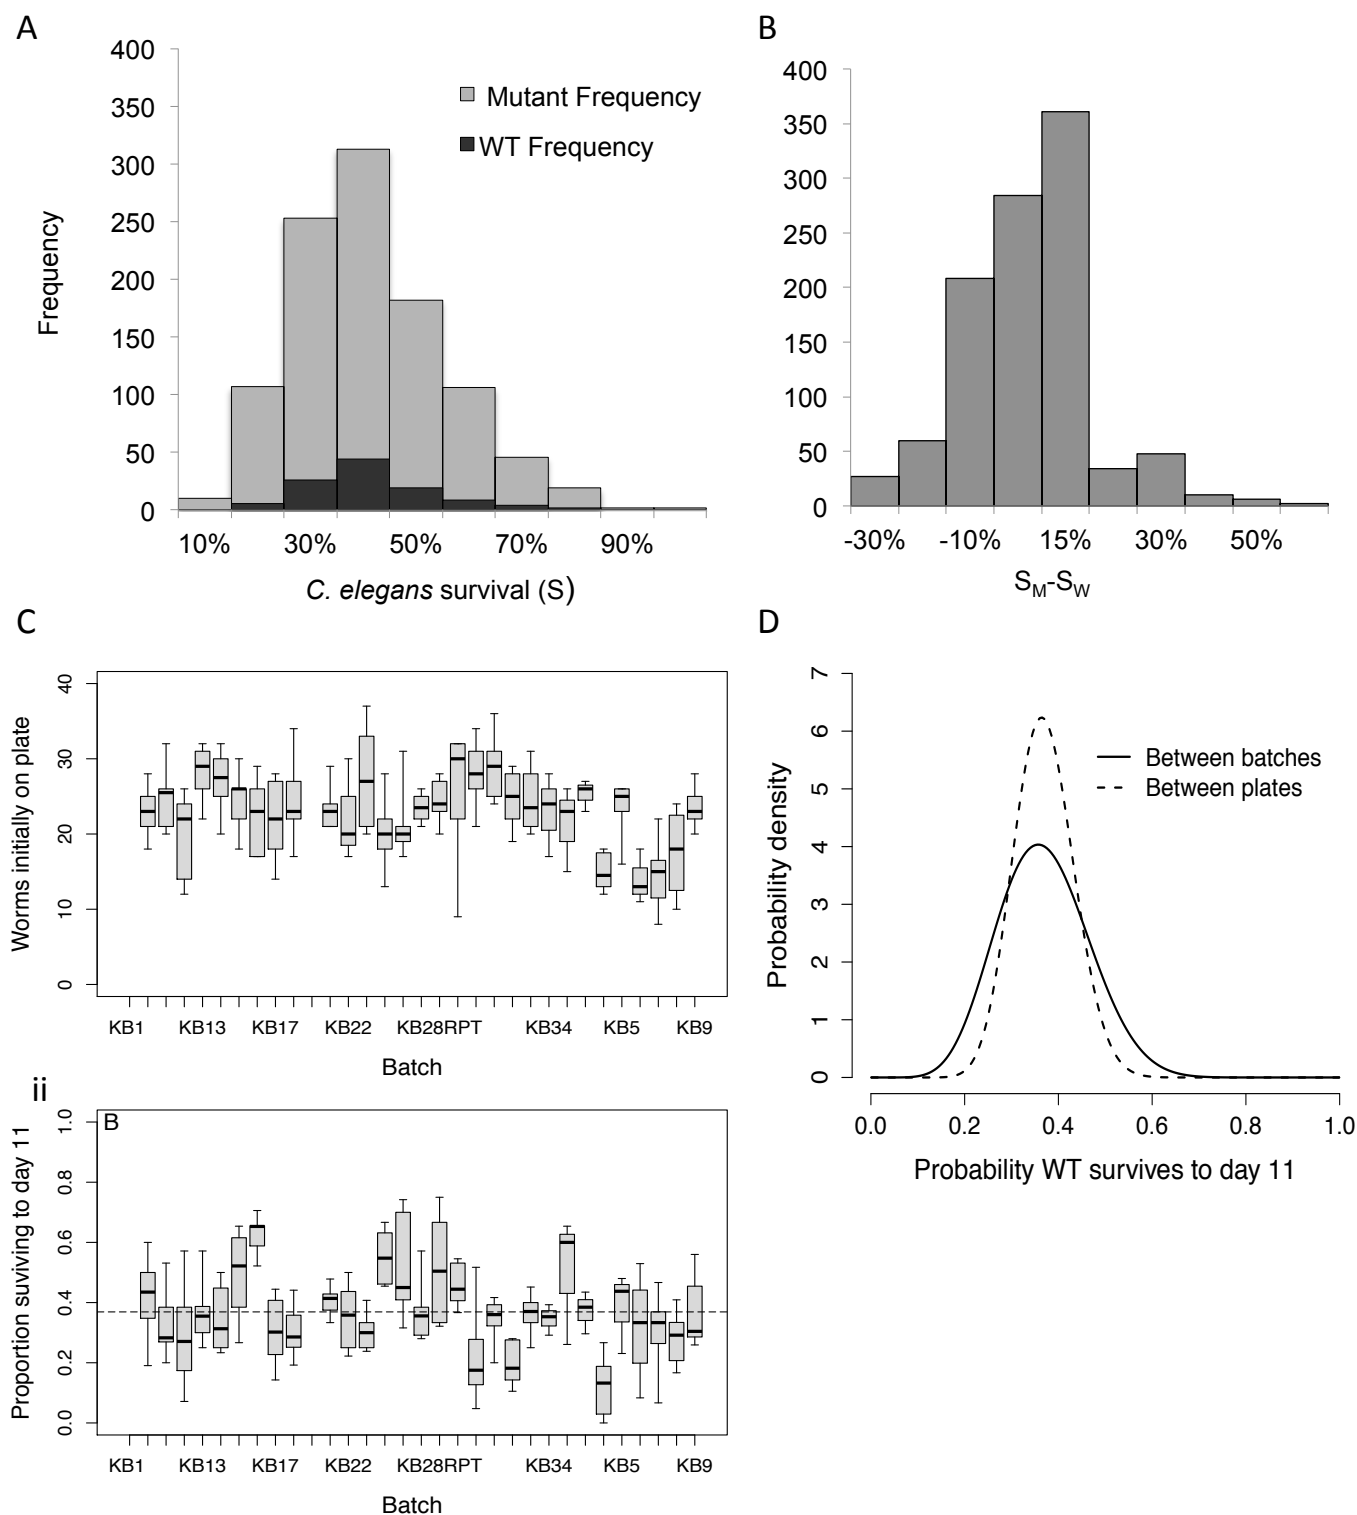 A
400
350
300
250
200
150
100
50
0
Frequency
Mutant Frequency
WT Frequency
10% 30% 50% 70% 90%
C. elegans survival (S)
B
400
350
300
250
200
150
100
50
0
-30% -10% 15% 30% 50%
SM-SW
C
40
30
20
10
0
Worms initially on plate
KB1 KB13 KB17 KB22 KB28RPT KB34 KB5 KB9
Batch
D
7
6
5
4
3
2
1
0
Probability density
Between batches
Between plates
0.0 0.2 0.4 0.6 0.8 1.0
Probability WT survives to day 11
ii
B
1.0
0.8
0.6
0.4
0.2
0.0
Proportion suviving to day 11
KB1 KB13 KB17 KB22 KB28RPT KB34 KB5 KB9
Batch